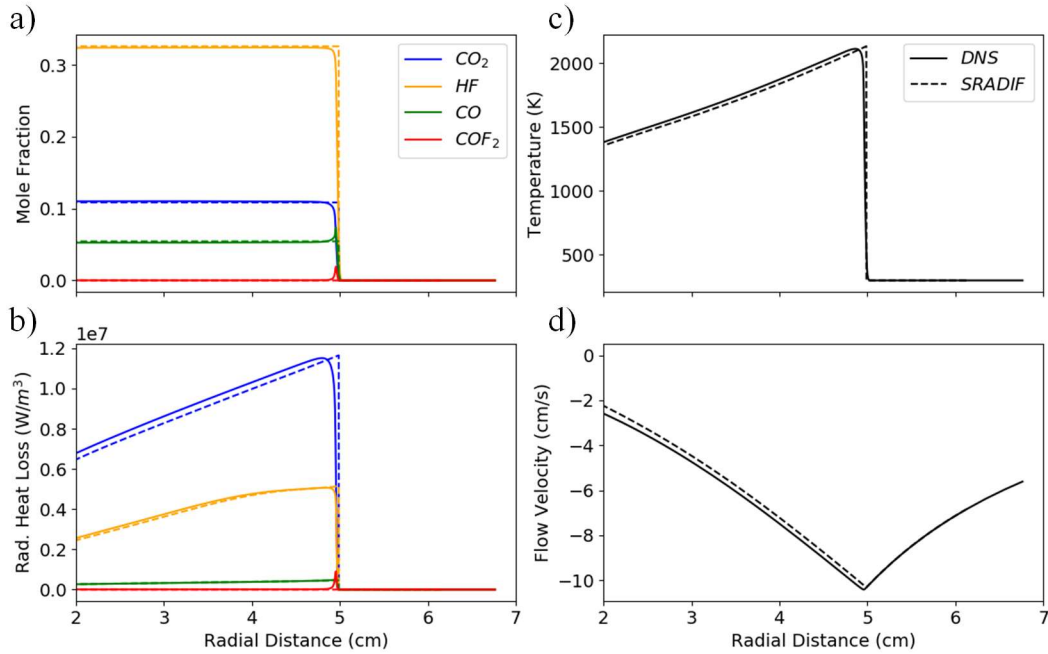 a)
Mole Fraction
0.3
0.2
0.1
0.0
CO₂
HF
CO
COF₂
c)
Temperature (K)
2000
1500
1000
500
DNS
SRADIF
b)
1e7
Rad. Heat Loss (W/m³)
1.2
1.0
0.8
0.6
0.4
0.2
0.0
2 3 4 5 6 7
Radial Distance (cm)
d)
Flow Velocity (cm/s)
0
−2
−4
−6
−8
−10
2 3 4 5 6 7
Radial Distance (cm)